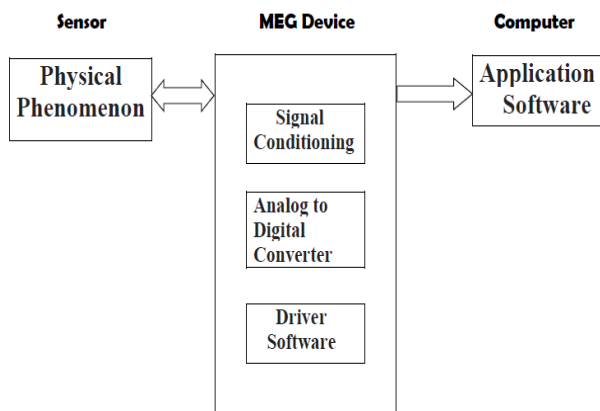 Sensor
MEG Device
Computer
Physical
Phenomenon
Signal
Conditioning
Analog to
Digital
Converter
Driver
Software
Application
Software